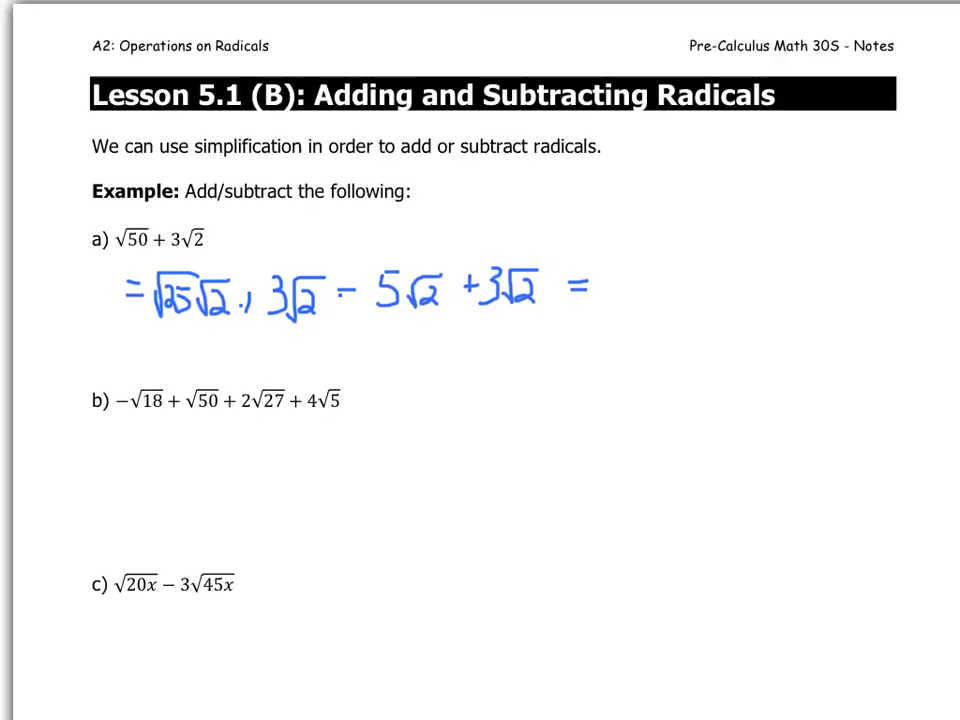 A2: Operations on Radicals
Pre-Calculus Math 30S - Notes
Lesson 5.1 (B): Adding and Subtracting Radicals
We can use simplification in order to add or subtract radicals.
Example: Add/subtract the following:
a) √50 + 3√2
= √25 √2 ., 3√2 - 5√2 + 3√2 =
b) −√18 + √50 + 2√27 + 4√5
c) √20x − 3√45x